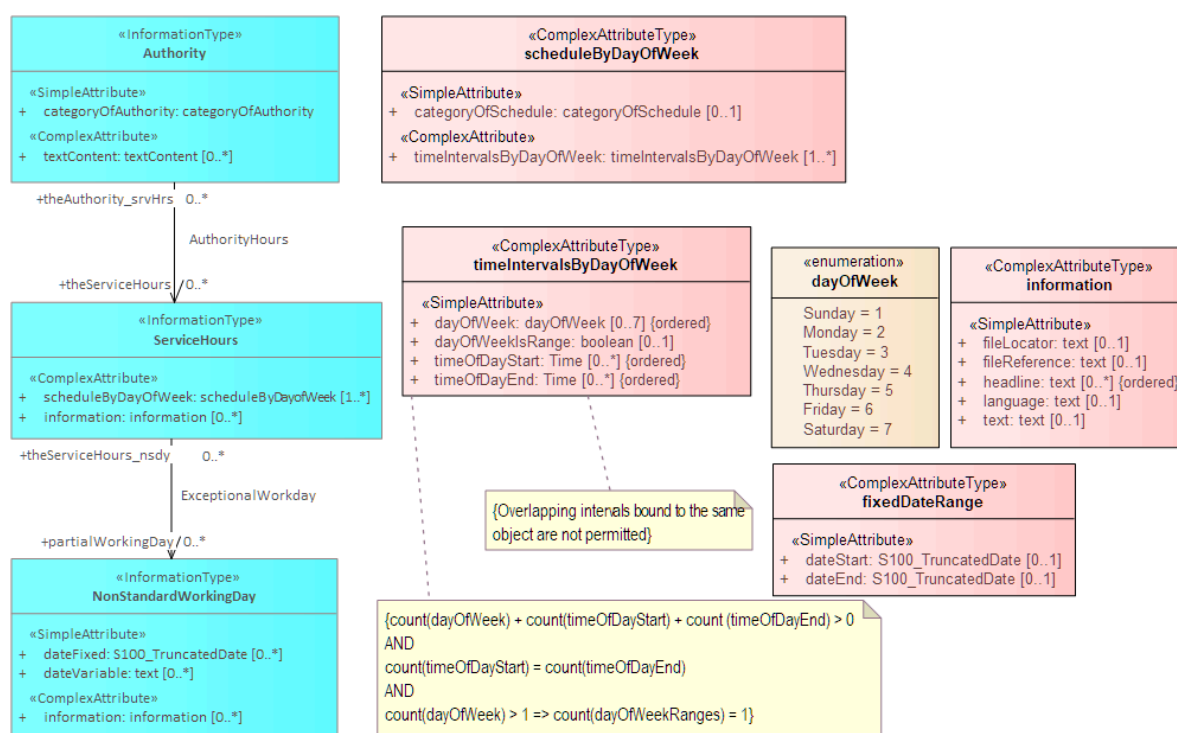 «InformationType»
Authority
«SimpleAttribute»
+ categoryOfAuthority: categoryOfAuthority
«ComplexAttribute»
+ textContent: textContent [0..*]
+theAuthority_srvHrs 0..*
AuthorityHours
+theServiceHours 0..*
«InformationType»
ServiceHours
«ComplexAttribute»
+ scheduleByDayOfWeek: scheduleByDayofWeek [1..*]
+ information: information [0..*]
+theServiceHours_nsdy 0..*
ExceptionalWorkday
+partialWorkingDay 0..*
«InformationType»
NonStandardWorkingDay
«SimpleAttribute»
+ dateFixed: S100_TruncatedDate [0..*]
+ dateVariable: text [0..*]
«ComplexAttribute»
+ information: information [0..*]
«ComplexAttributeType»
scheduleByDayOfWeek
«SimpleAttribute»
+ categoryOfSchedule: categoryOfSchedule [0..1]
«ComplexAttribute»
+ timeIntervalsByDayOfWeek: timeIntervalsByDayOfWeek [1..*]
«ComplexAttributeType»
timeIntervalsByDayOfWeek
«SimpleAttribute»
+ dayOfWeek: dayOfWeek [0..7] {ordered}
+ dayOfWeekIsRange: boolean [0..1]
+ timeOfDayStart: Time [0..*] {ordered}
+ timeOfDayEnd: Time [0..*] {ordered}
«enumeration»
dayOfWeek
Sunday = 1
Monday = 2
Tuesday = 3
Wednesday = 4
Thursday = 5
Friday = 6
Saturday = 7
«ComplexAttributeType»
information
«SimpleAttribute»
+ fileLocator: text [0..1]
+ fileReference: text [0..1]
+ headline: text [0..*] {ordered}
+ language: text [0..1]
+ text: text [0..1]
{Overlapping intervals bound to the same
object are not permitted}
«ComplexAttributeType»
fixedDateRange
«SimpleAttribute»
+ dateStart: S100_TruncatedDate [0..1]
+ dateEnd: S100_TruncatedDate [0..1]
{count(dayOfWeek) + count(timeOfDayStart) + count (timeOfDayEnd) > 0
AND
count(timeOfDayStart) = count(timeOfDayEnd)
AND
count(dayOfWeek) > 1 => count(dayOfWeekRanges) = 1}